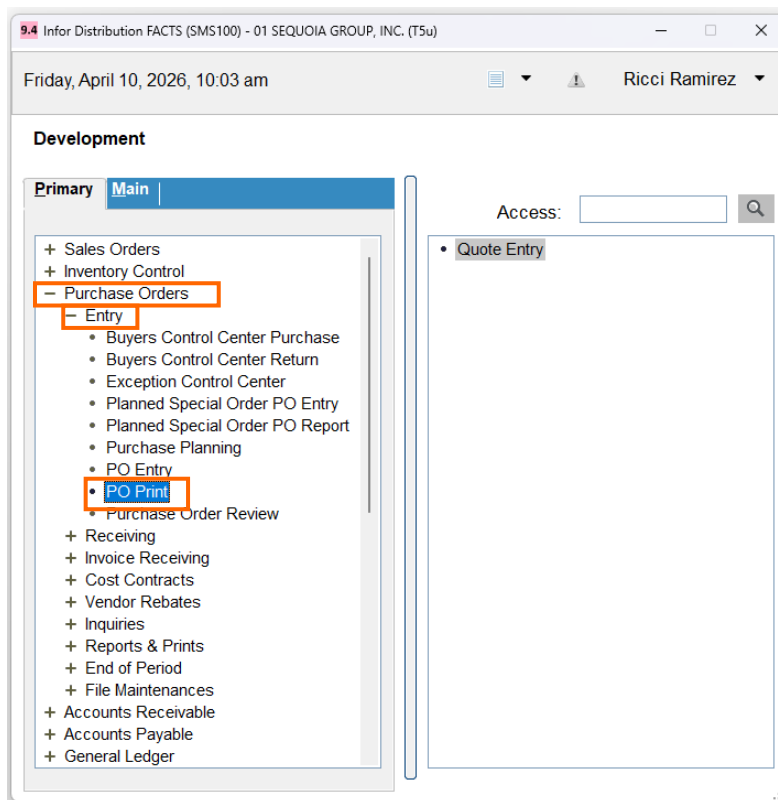 9.4 Infor Distribution FACTS (SMS100) - 01 SEQUOIA GROUP, INC. (T5u)
Friday, April 10, 2026, 10:03 am
Ricci Ramirez
Development
Primary Main
Access:
Sales Orders
Inventory Control
Purchase Orders
Entry
Buyers Control Center Purchase
Buyers Control Center Return
Exception Control Center
Planned Special Order PO Entry
Planned Special Order PO Report
Purchase Planning
PO Entry
PO Print
Purchase Order Review
Receiving
Invoice Receiving
Cost Contracts
Vendor Rebates
Inquiries
Reports & Prints
End of Period
File Maintenances
Accounts Receivable
Accounts Payable
General Ledger
Quote Entry